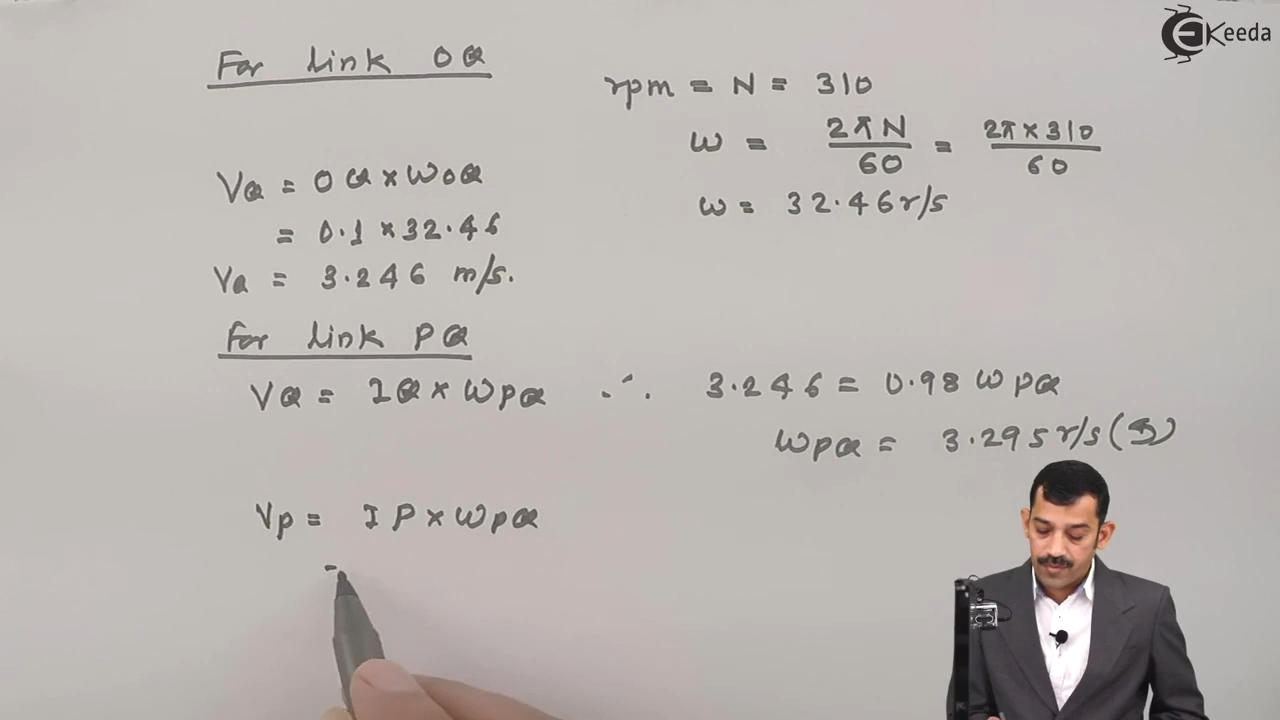 EKeeda
For link OQ
rpm = N = 310
ω = 2πN/60 = 2π×310/60
ω = 32.46 r/s
VQ = OQ × ωOQ
= 0.1 × 32.46
VQ = 3.246 m/s.
For link PQ
VQ = IQ × ωPQ ∴ 3.246 = 0.98 ωPQ
ωPQ = 3.295 r/s (↺)
VP = IP × ωPQ
=